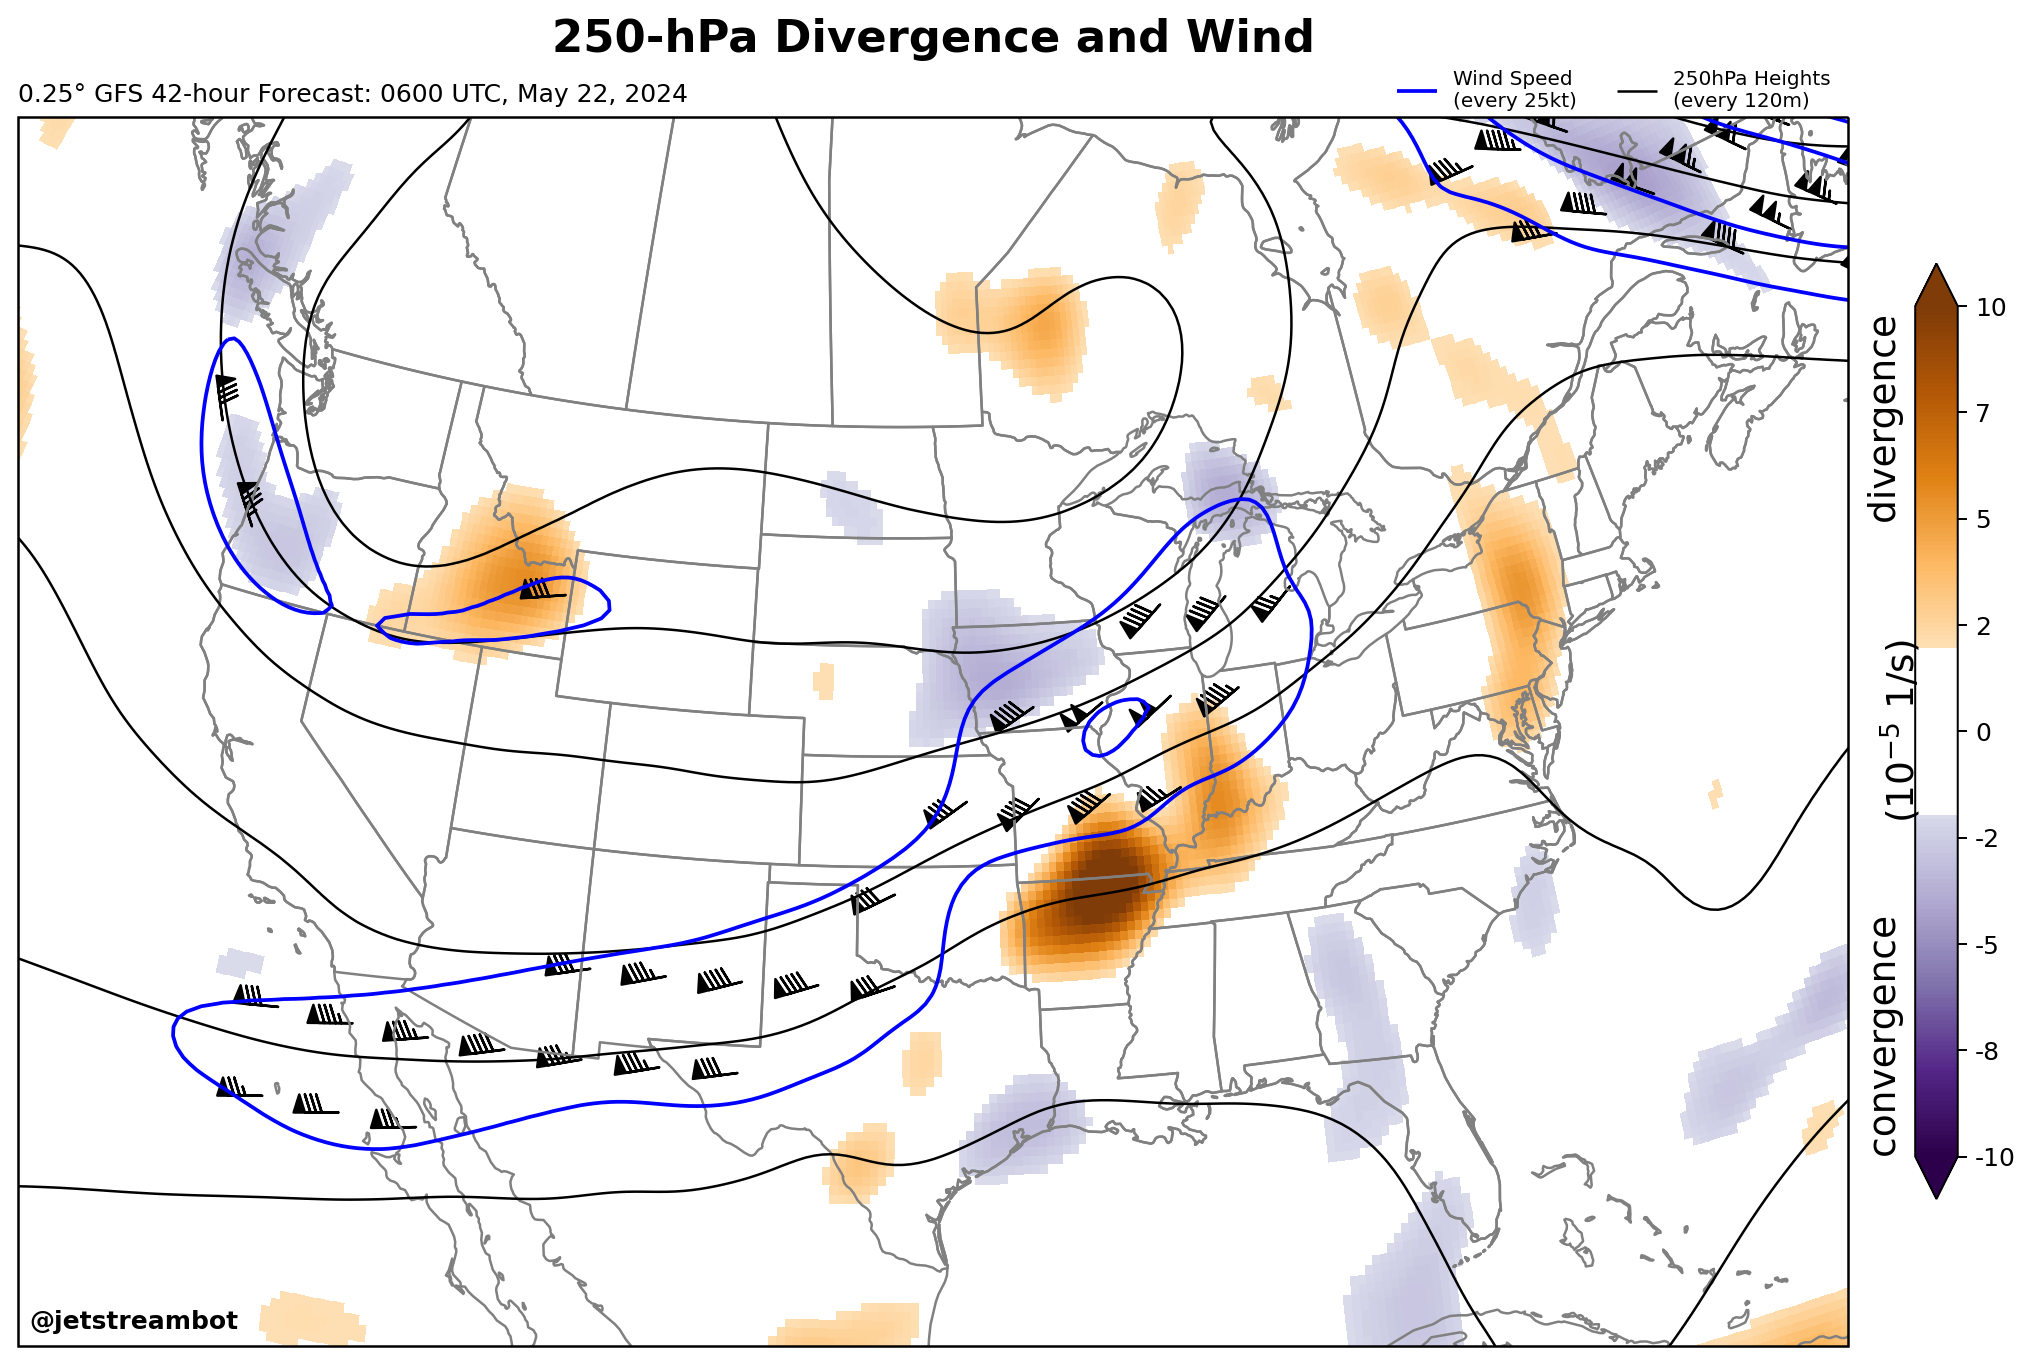 250-hPa Divergence and Wind
0.25° GFS 42-hour Forecast: 0600 UTC, May 22, 2024
Wind Speed
(every 25kt)
250hPa Heights
(every 120m)
divergence
(10⁻⁵ 1/s)
convergence
10
7
5
2
0
-2
-5
-8
-10
@jetstreambot